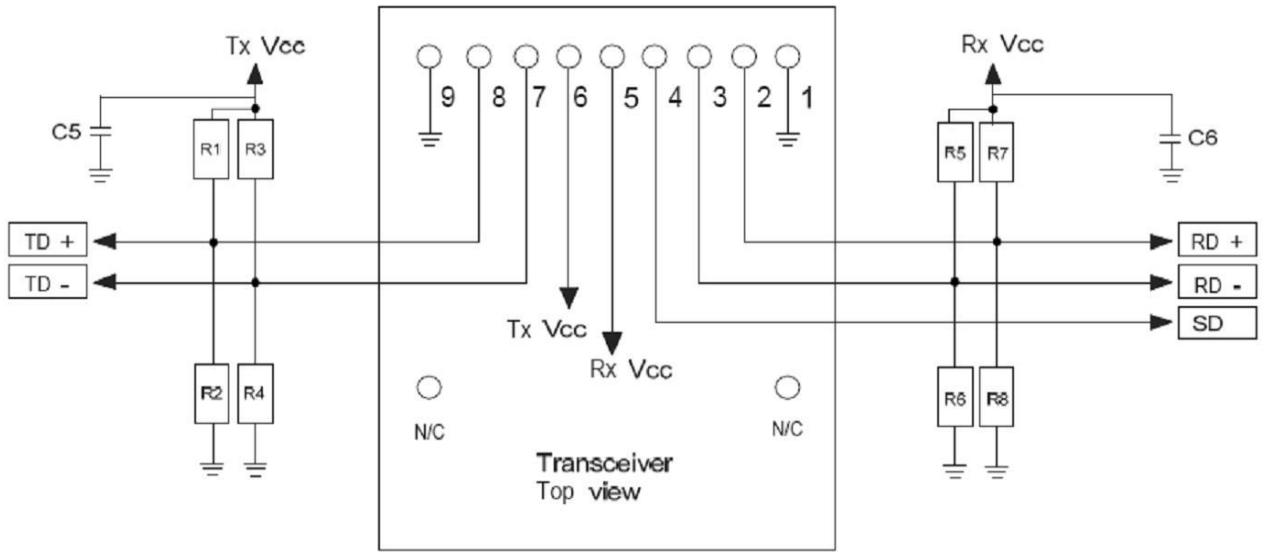 Tx Vcc
Rx Vcc
9 8 7 6 5 4 3 2 1
C5
R1
R3
R5
R7
C6
TD +
RD +
TD -
RD -
Tx Vcc
SD
Rx Vcc
R2
R4
R6
R8
N/C
N/C
Transceiver
Top view